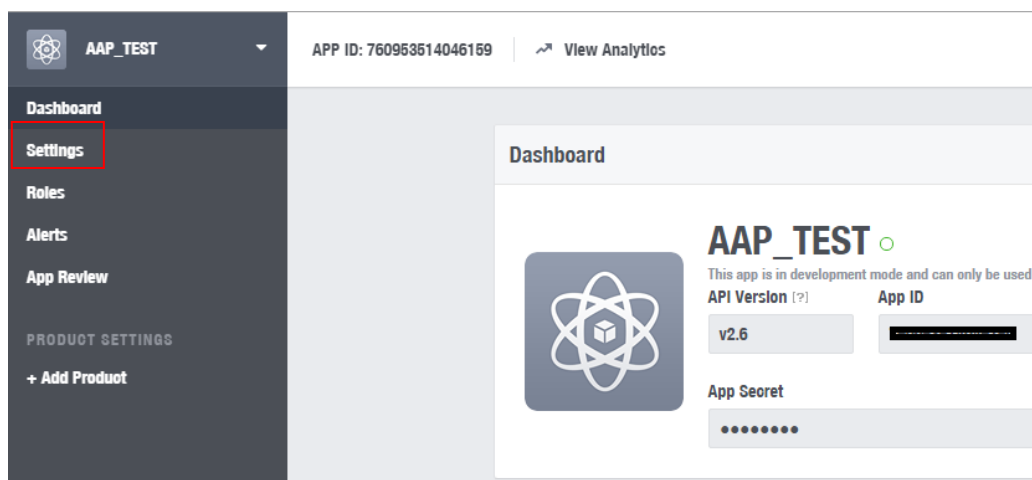 AAP_TEST
APP ID: 760953514046159
View Analytics
Dashboard
Settings
Roles
Alerts
App Review
PRODUCT SETTINGS
+ Add Product
Dashboard
AAP_TEST
This app is in development mode and can only be used
API Version [?]
App ID
v2.6
App Secret
●●●●●●●●